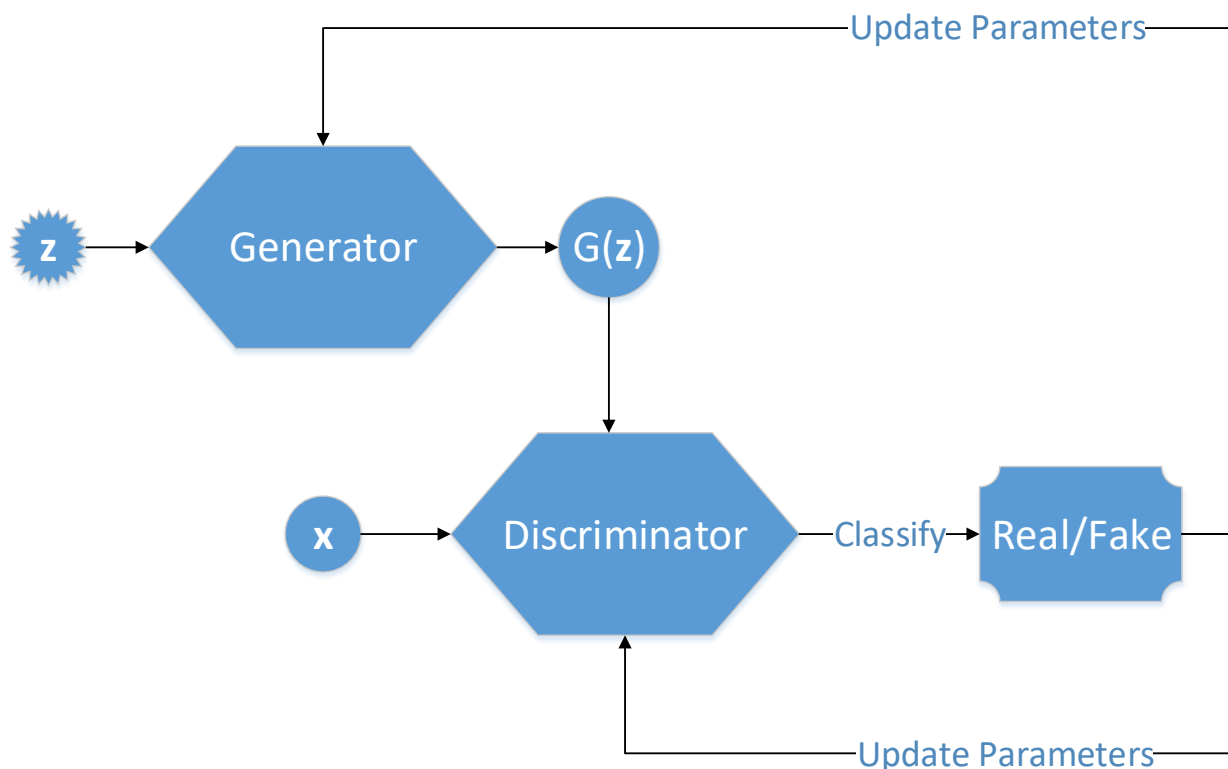 Update Parameters
z
Generator
G(z)
x
Discriminator
Classify
Real/Fake
Update Parameters